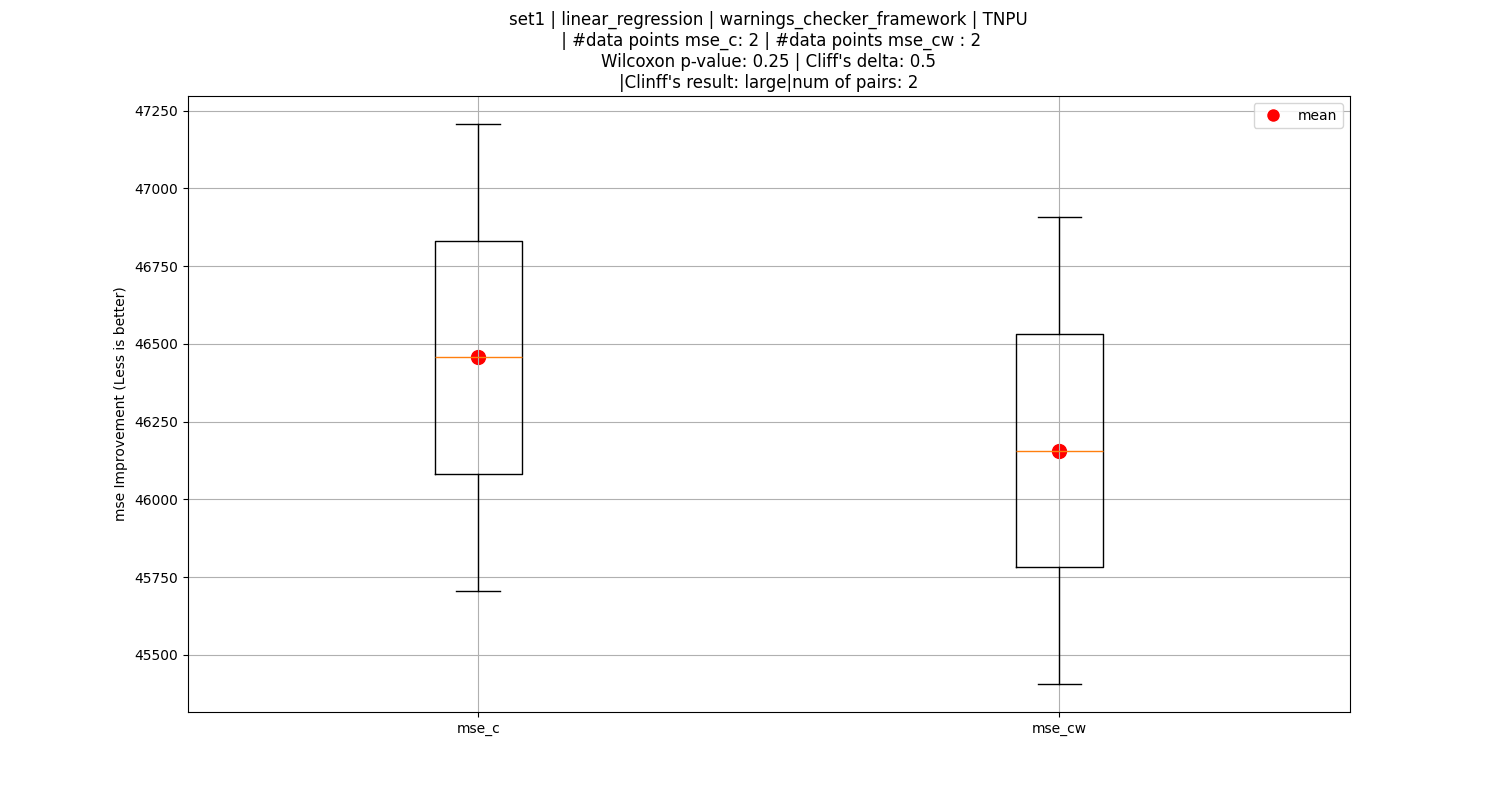 set1 | linear_regression | warnings_checker_framework | TNPU
| #data points mse_c: 2 | #data points mse_cw : 2
Wilcoxon p-value: 0.25 | Cliff's delta: 0.5
|Clinff's result: large|num of pairs: 2
mean
mse Improvement (Less is better)
47250
47000
46750
46500
46250
46000
45750
45500
mse_c
mse_cw